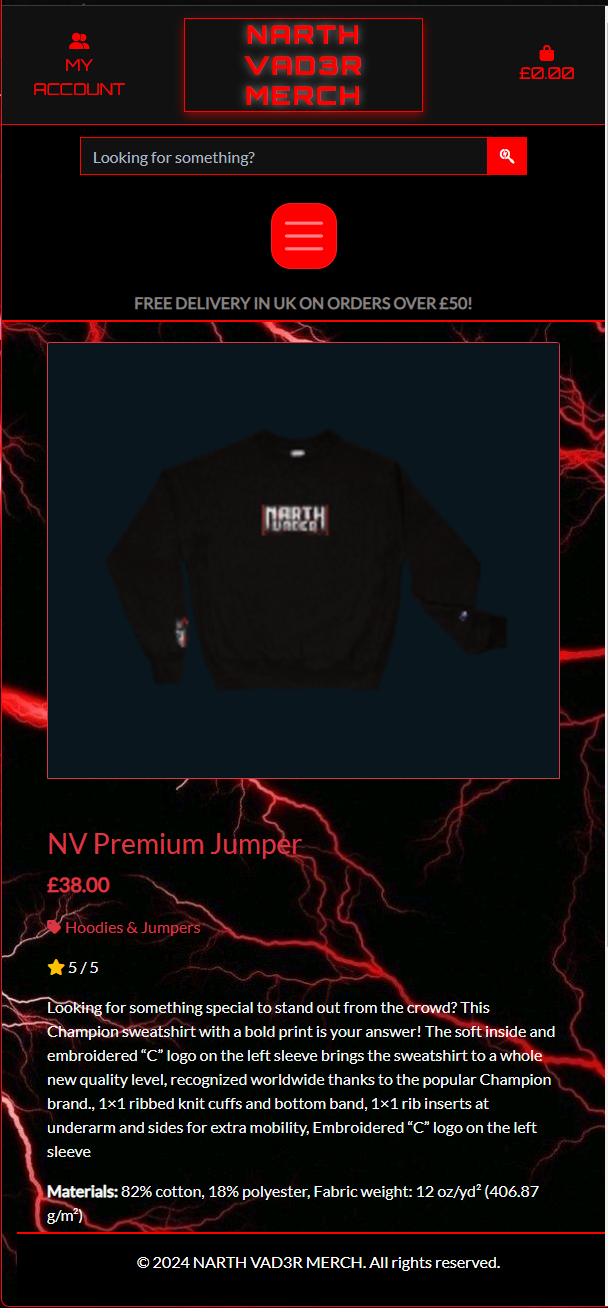 MY
ACCOUNT
NARTH
VAD3R
MERCH
£0.00
Looking for something?
FREE DELIVERY IN UK ON ORDERS OVER £50!
NARTH
VADER
NV Premium Jumper
£38.00
Hoodies & Jumpers
5 / 5
Looking for something special to stand out from the crowd? This
Champion sweatshirt with a bold print is your answer! The soft inside and
embroidered “C” logo on the left sleeve brings the sweatshirt to a whole
new quality level, recognized worldwide thanks to the popular Champion
brand., 1×1 ribbed knit cuffs and bottom band, 1×1 rib inserts at
underarm and sides for extra mobility, Embroidered “C” logo on the left
sleeve
Materials: 82% cotton, 18% polyester, Fabric weight: 12 oz/yd² (406.87
g/m²)
© 2024 NARTH VAD3R MERCH. All rights reserved.